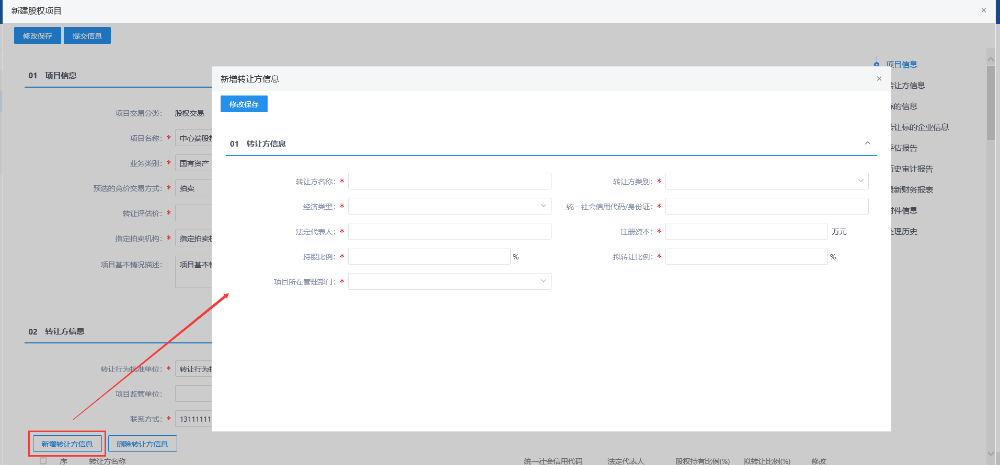 新建股权项目
修改保存 提交信息
01 项目信息
项目交易分类： 股权交易
项目名称：* 中心端股
业务类别：* 国有资产
预选的竞价交易方式：* 拍卖
转让评估价：*
指定拍卖机构：* 指定拍卖
项目基本情况描述： 项目基本
02 转让方信息
转让行为批准单位：* 转让行为
项目监管单位：
联系方式：* 13111111
新增转让方信息 删除转让方信息
序 转让方名称 统一社会信用代码 法定代表人 股权持有比例(%) 拟转让比例(%) 修改
新增转让方信息
修改保存
01 转让方信息
转让方名称：* 转让方类别：*
经济类型：* 统一社会信用代码/身份证：*
法定代表人：* 注册资本：* 万元
持股比例：* % 拟转让比例：* %
项目所在管理部门：*
项目信息
让方信息
的信息
让标的企业信息
估报告
史审计报告
新财务报表
件信息
理历史